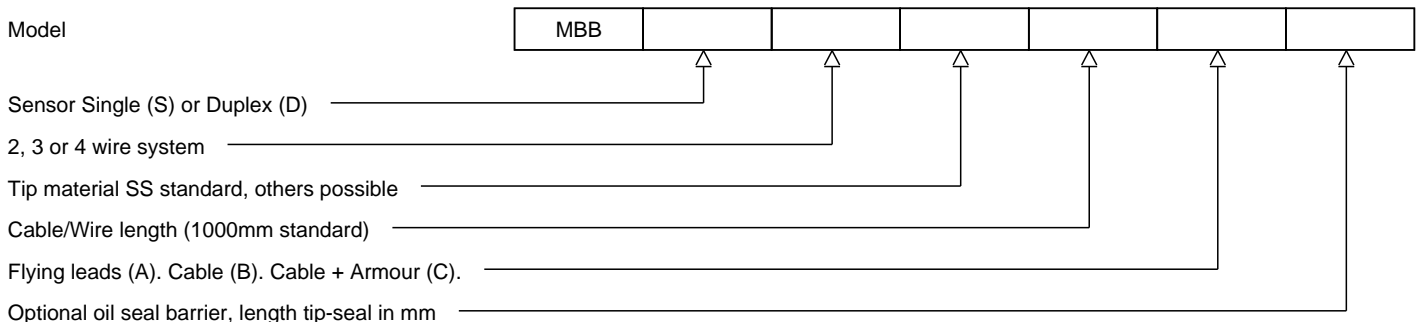 Model MBB
Sensor Single (S) or Duplex (D)
2, 3 or 4 wire system
Tip material SS standard, others possible
Cable/Wire length (1000mm standard)
Flying leads (A). Cable (B). Cable + Armour (C).
Optional oil seal barrier, length tip-seal in mm